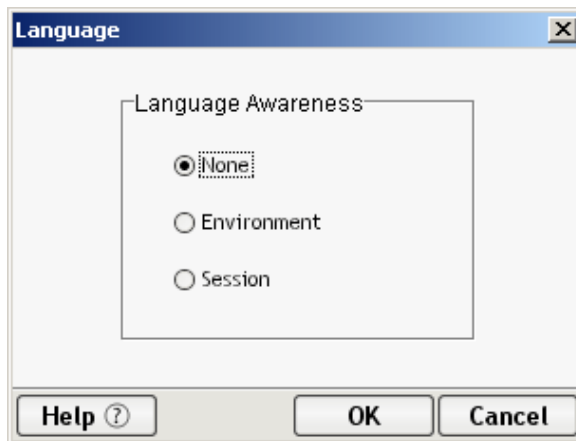 Language
Language Awareness
None
Environment
Session
Help ?
OK
Cancel